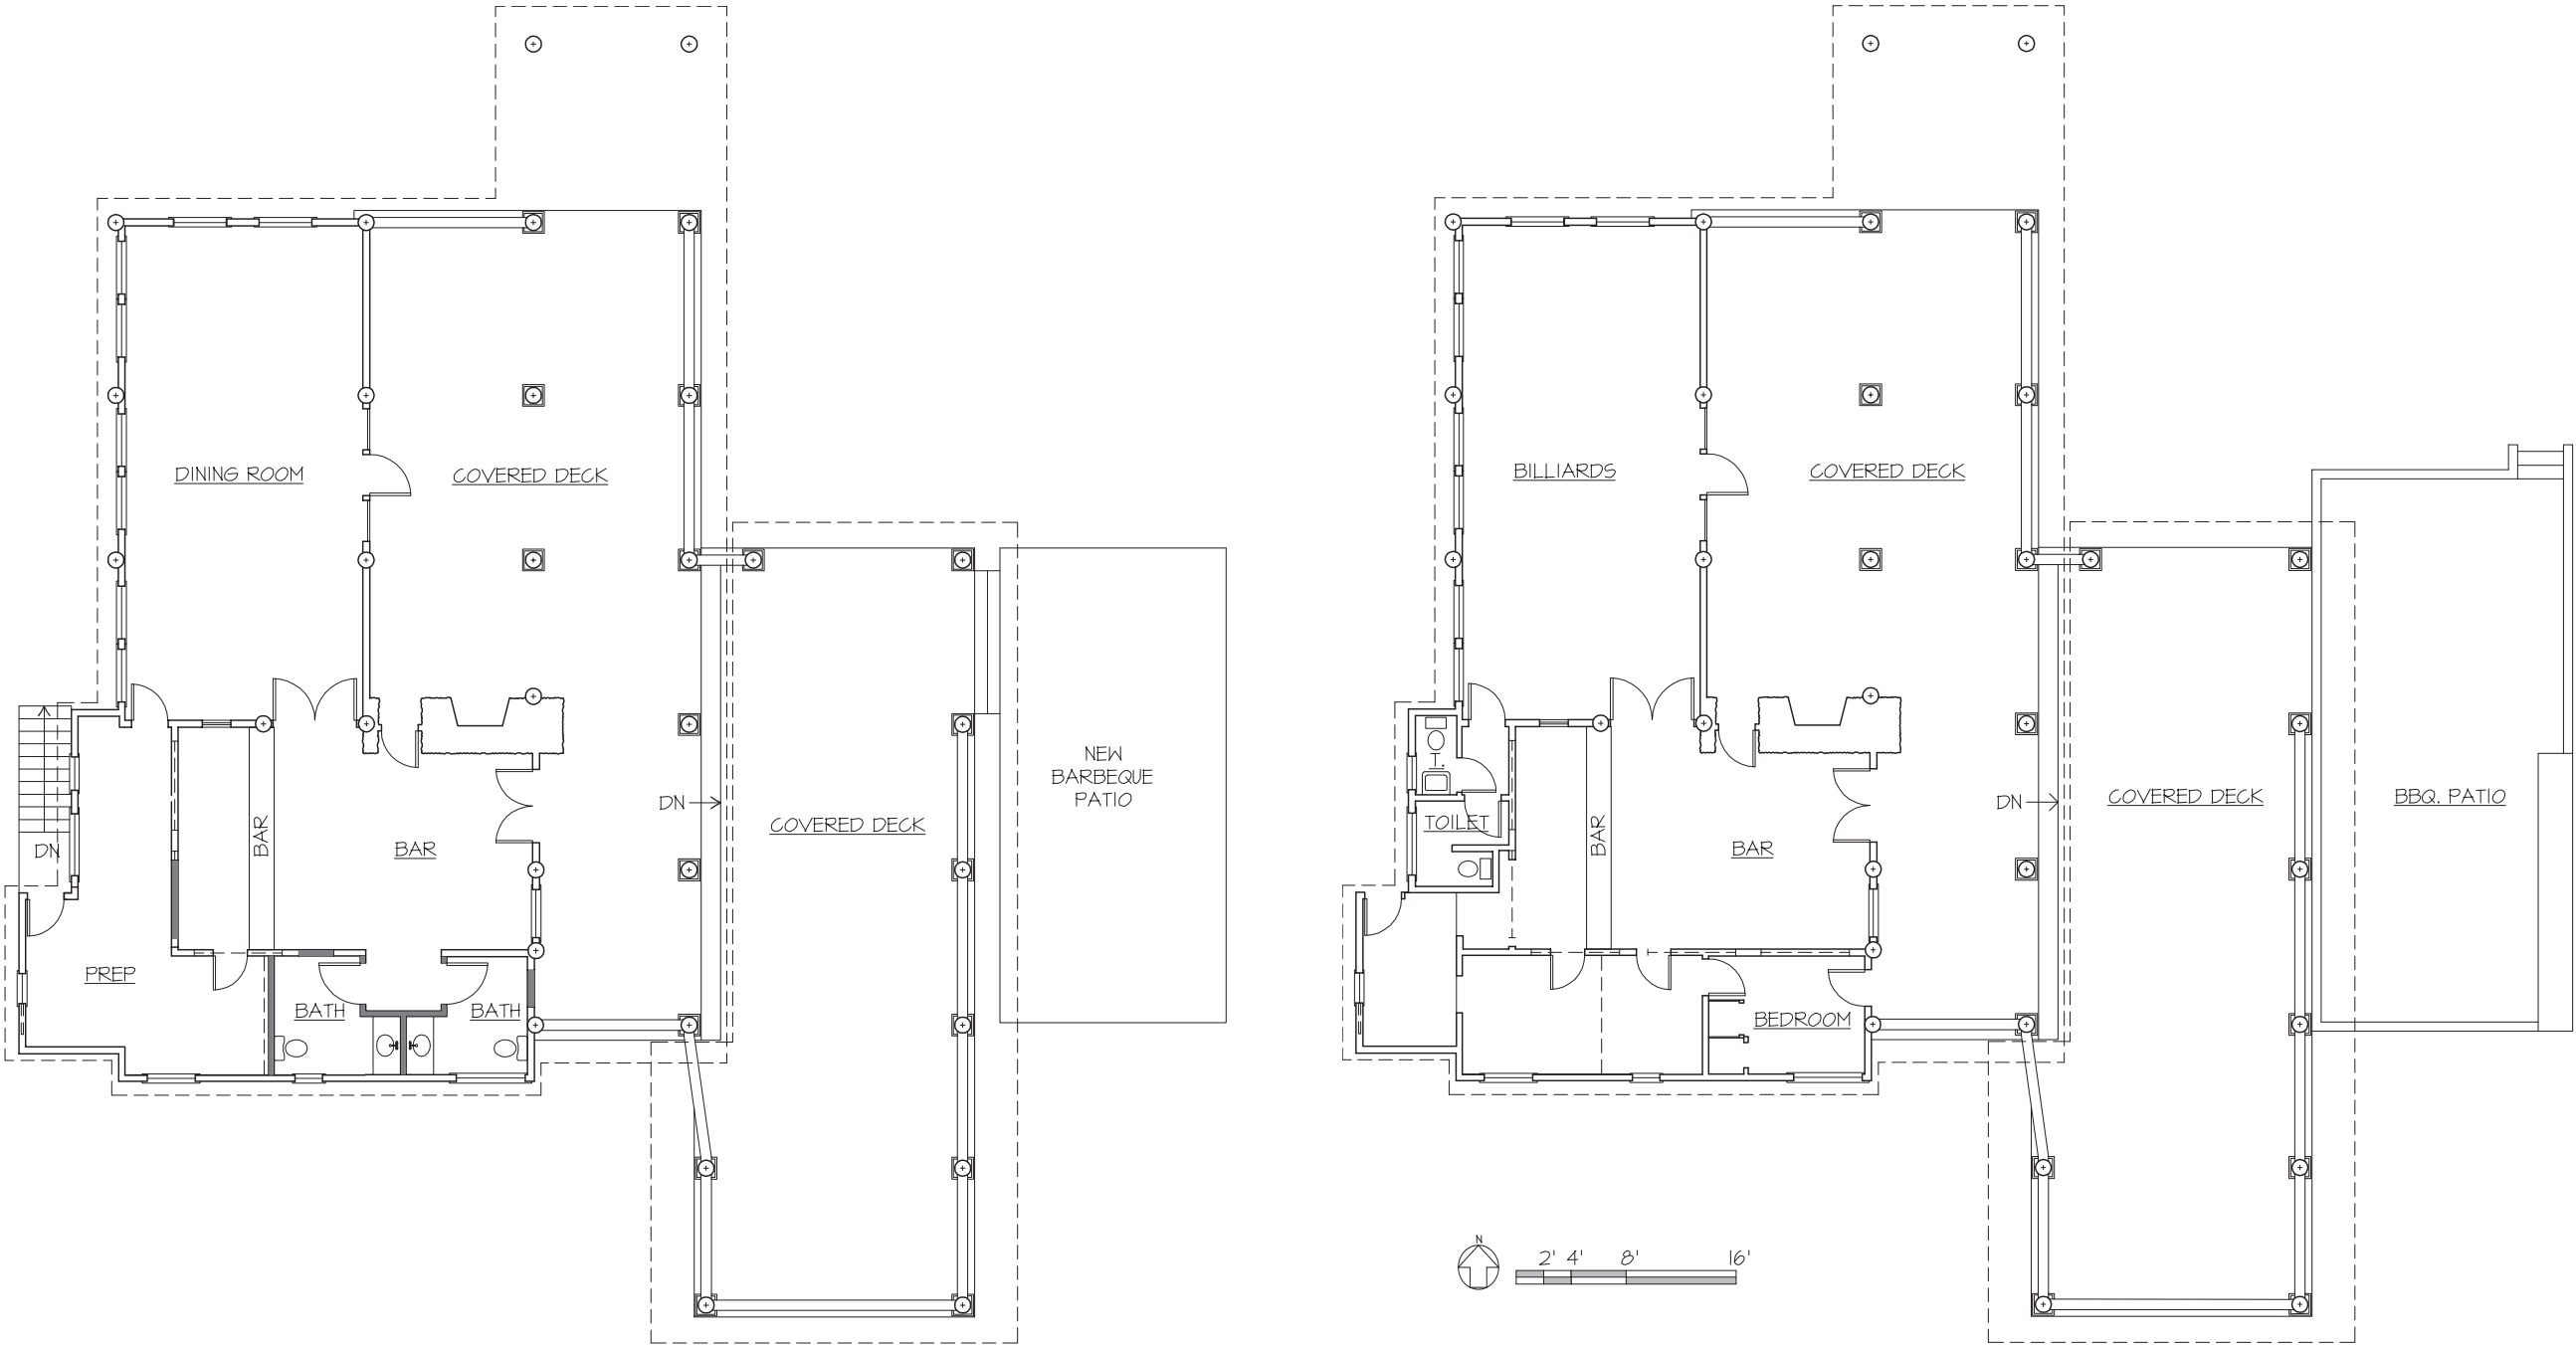 DINING ROOM
COVERED DECK
NEW
BARBEQUE
PATIO
DN
COVERED DECK
BAR
BAR
DN
PREP
BATH
BATH
BILLIARDS
COVERED DECK
COVERED DECK
BBQ. PATIO
DN
TOILET
BAR
BAR
BEDROOM
N
2' 4' 8' 16'